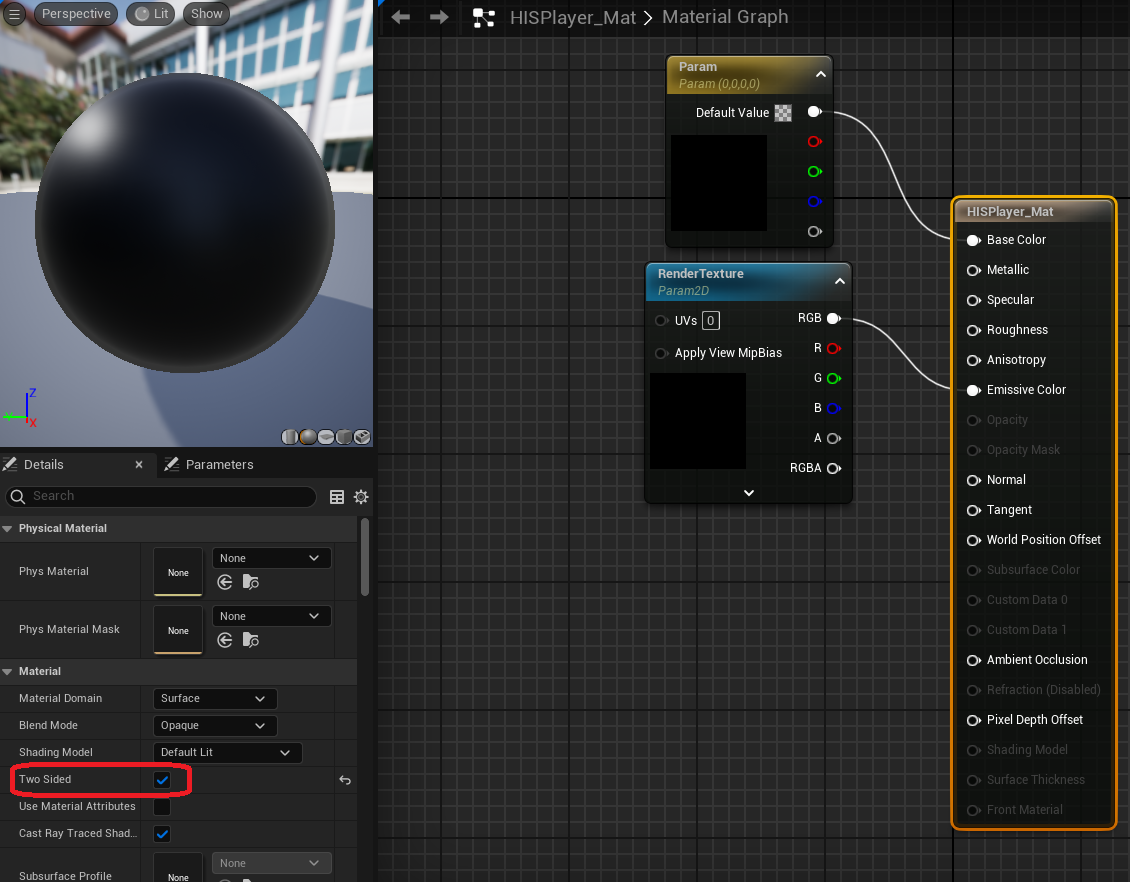 Perspective
Lit
Show
Z
Y
X
Details
Parameters
Search
Physical Material
Phys Material
None
None
Phys Material Mask
None
None
Material
Material Domain
Surface
Blend Mode
Opaque
Shading Model
Default Lit
Two Sided
Use Material Attributes
Cast Ray Traced Shad...
Subsurface Profile
None
None
HISPlayer_Mat
Material Graph
Param
Param (0,0,0,0)
Default Value
RenderTexture
Param2D
UVs 0
RGB
R
Apply View MipBias
G
B
A
RGBA
HISPlayer_Mat
Base Color
Metallic
Specular
Roughness
Anisotropy
Emissive Color
Opacity
Opacity Mask
Normal
Tangent
World Position Offset
Subsurface Color
Custom Data 0
Custom Data 1
Ambient Occlusion
Refraction (Disabled)
Pixel Depth Offset
Shading Model
Surface Thickness
Front Material